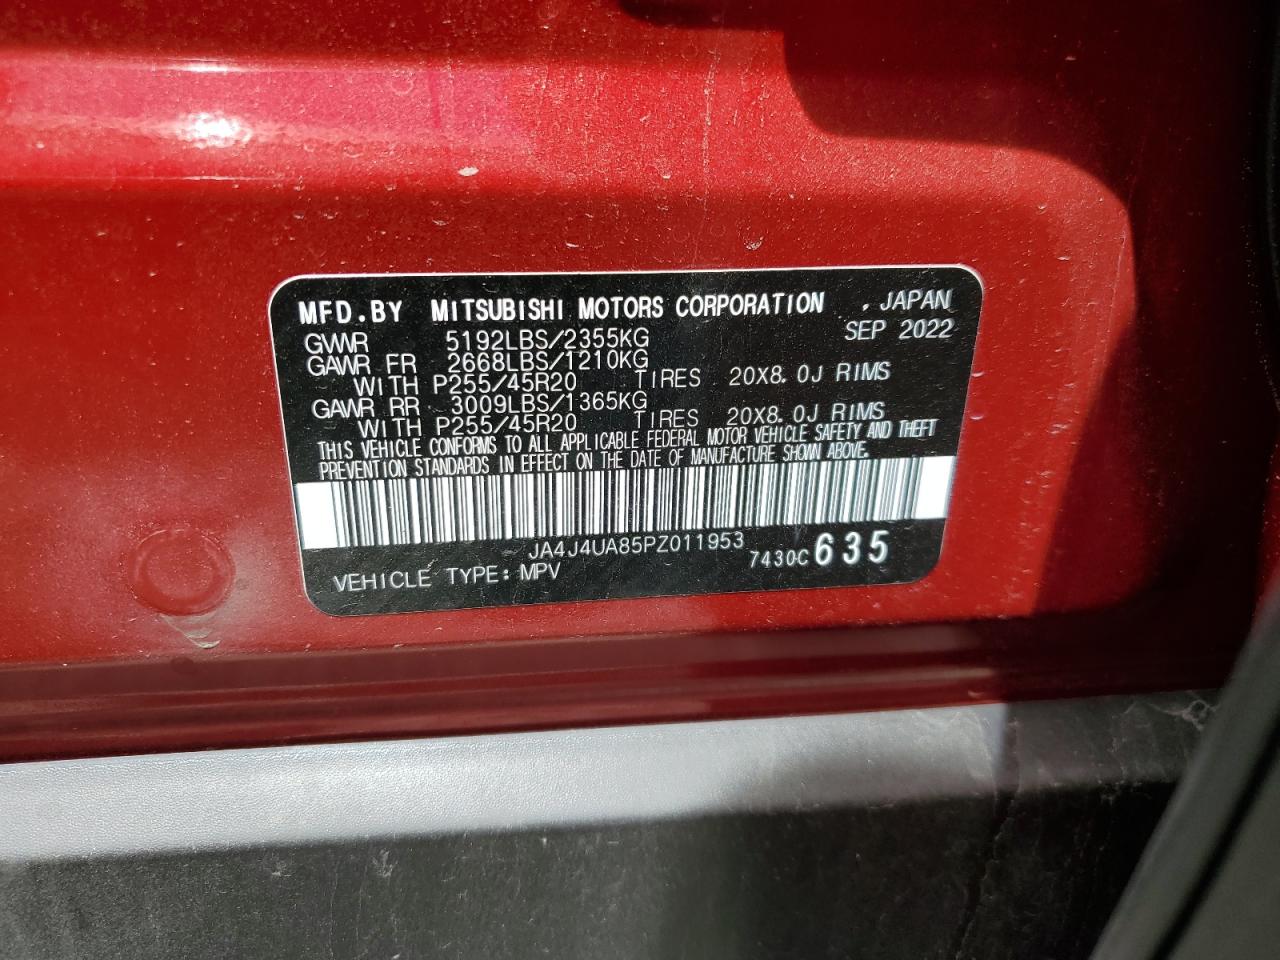 MFD.BY MITSUBISHI MOTORS CORPORATION . JAPAN
GVWR 5192LBS/2355KG SEP 2022
GAWR FR 2668LBS/1210KG
WITH P255/45R20 TIRES 20X8.0J RIMS
GAWR RR 3009LBS/1365KG
WITH P255/45R20 TIRES 20X8.0J RIMS
THIS VEHICLE CONFORMS TO ALL APPLICABLE FEDERAL MOTOR VEHICLE SAFETY AND THEFT
PREVENTION STANDARDS IN EFFECT ON THE DATE OF MANUFACTURE SHOWN ABOVE.
JA4J4UA85PZ011953
VEHICLE TYPE: MPV 7430C 635